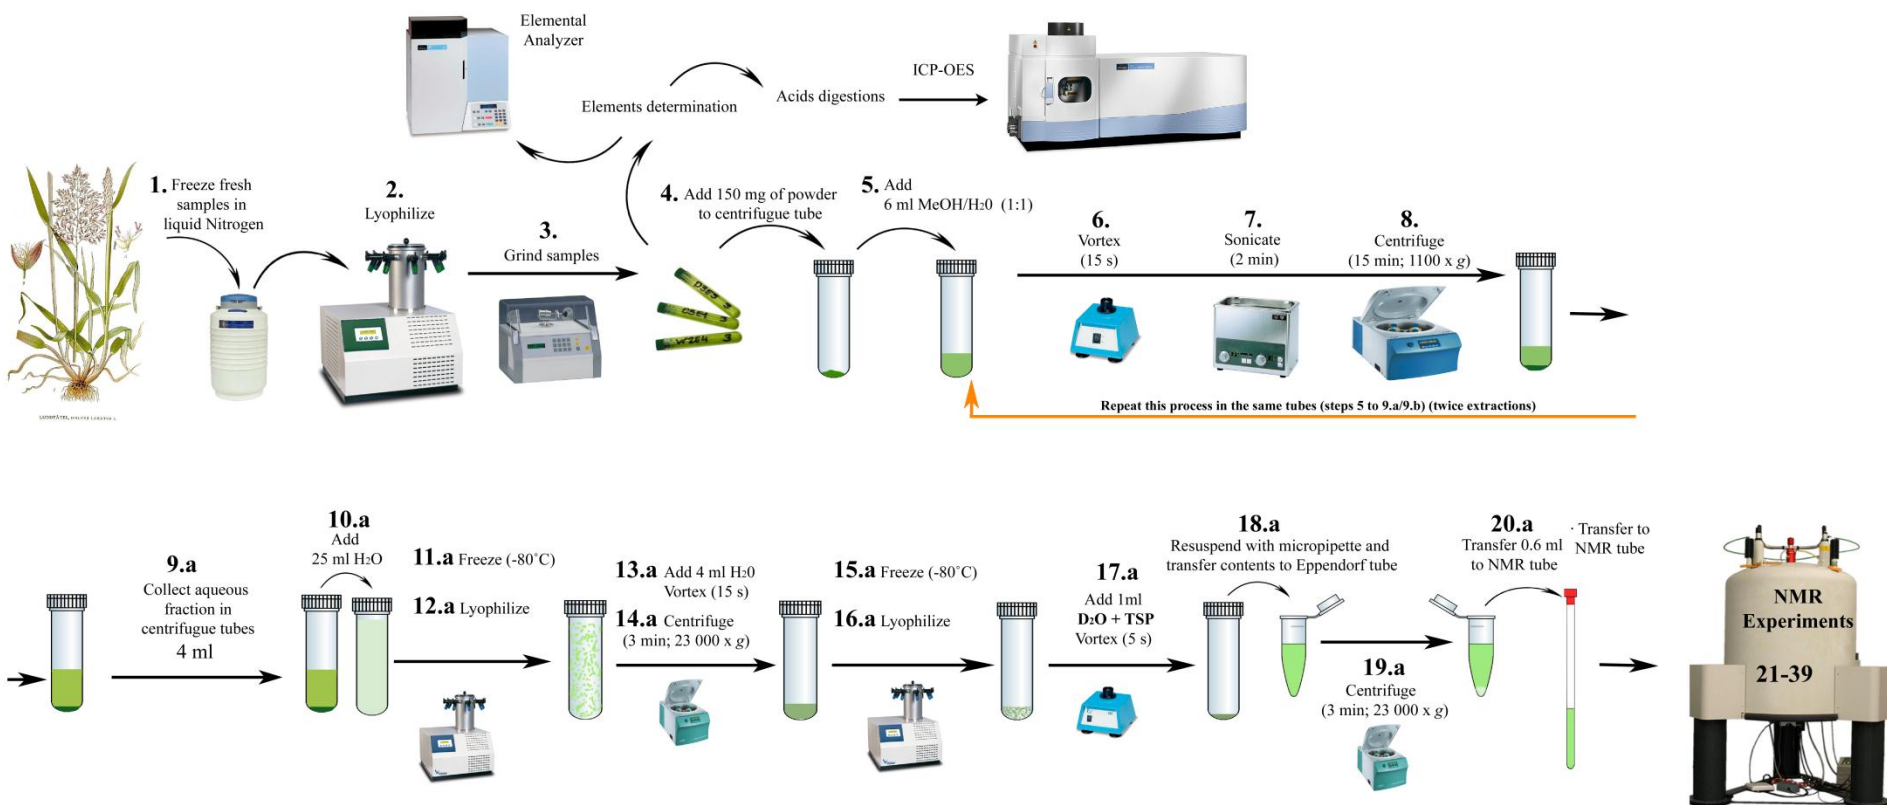 Elemental
Analyzer
Elements determination
Acids digestions
ICP-OES
1. Freeze fresh
samples in
liquid Nitrogen
2.
Lyophilize
3.
Grind samples
4. Add 150 mg of powder
to centrifugue tube
5. Add
6 ml MeOH/H20 (1:1)
6.
Vortex
(15 s)
7.
Sonicate
(2 min)
8.
Centrifuge
(15 min; 1100 x g)
Repeat this process in the same tubes (steps 5 to 9.a/9.b) (twice extractions)
9.a
Collect aqueous
fraction in
centrifugue tubes
4 ml
10.a
Add
25 ml H2O
11.a Freeze (-80˚C)
12.a Lyophilize
13.a Add 4 ml H20
Vortex (15 s)
14.a Centrifuge
(3 min; 23 000 x g)
15.a Freeze (-80˚C)
16.a Lyophilize
17.a
Add 1ml
D2O + TSP
Vortex (5 s)
18.a
Resuspend with micropipette and
transfer contents to Eppendorf tube
19.a
Centrifuge
(3 min; 23 000 x g)
20.a
Transfer 0.6 ml
to NMR tube
· Transfer to
NMR tube
NMR
Experiments
21-39